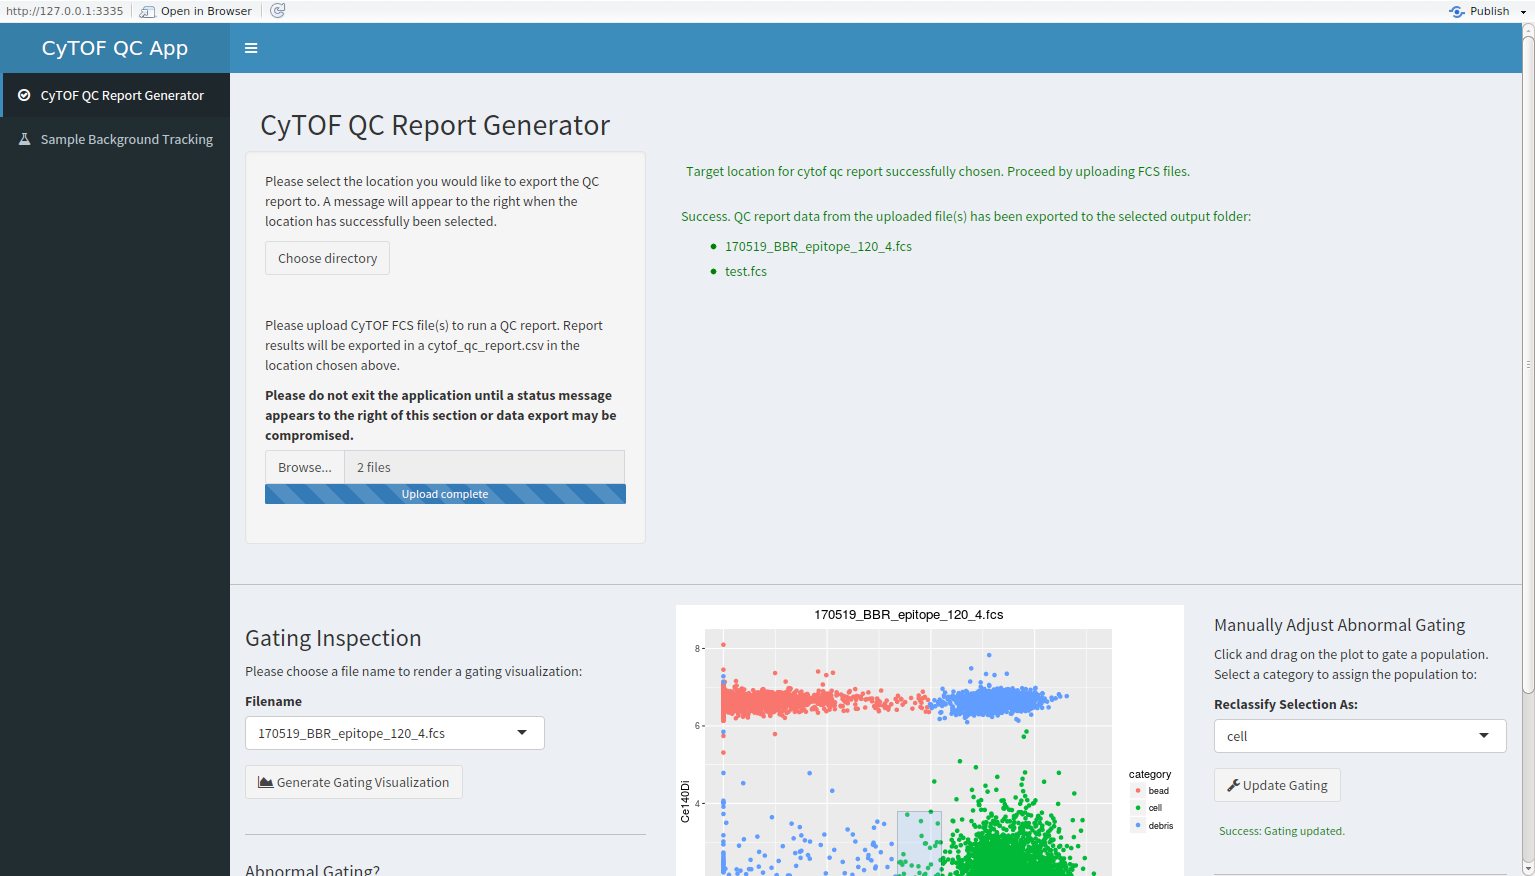 http://127.0.0.1:3335
Open in Browser
Publish
CyTOF QC App
CyTOF QC Report Generator
Sample Background Tracking
CyTOF QC Report Generator
Please select the location you would like to export the QC
report to. A message will appear to the right when the
location has successfully been selected.
Choose directory
Please upload CyTOF FCS file(s) to run a QC report. Report
results will be exported in a cytof_qc_report.csv in the
location chosen above.
Please do not exit the application until a status message
appears to the right of this section or data export may be
compromised.
Browse...
2 files
Upload complete
Target location for cytof qc report successfully chosen. Proceed by uploading FCS files.
Success. QC report data from the uploaded file(s) has been exported to the selected output folder:
170519_BBR_epitope_120_4.fcs
test.fcs
Gating Inspection
Please choose a file name to render a gating visualization:
Filename
170519_BBR_epitope_120_4.fcs
Generate Gating Visualization
Abnormal Gating?
170519_BBR_epitope_120_4.fcs
8
6
4
Ce140Di
category
bead
cell
debris
Manually Adjust Abnormal Gating
Click and drag on the plot to gate a population.
Select a category to assign the population to:
Reclassify Selection As:
cell
Update Gating
Success: Gating updated.